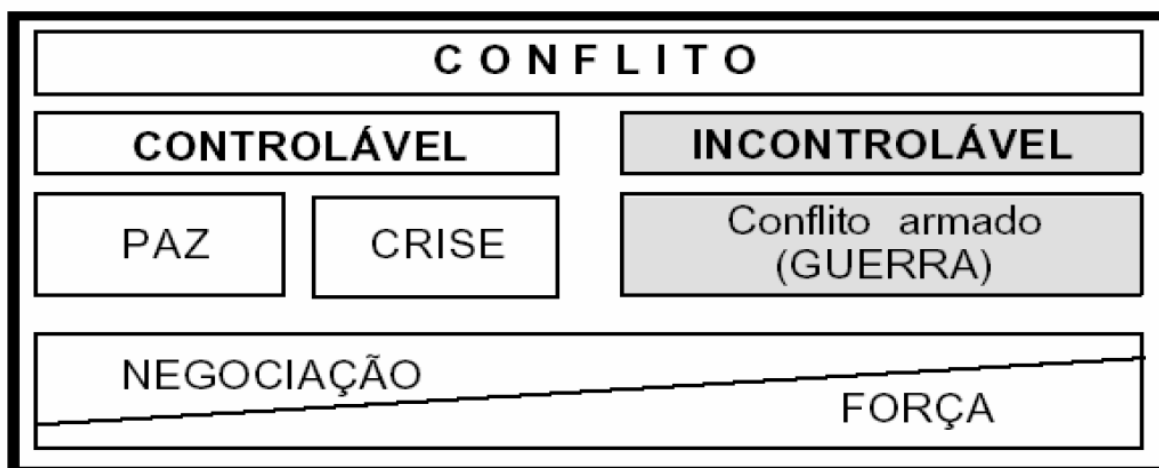 CONFLITO
CONTROLÁVEL
INCONTROLÁVEL
PAZ
CRISE
Conflito armado
(GUERRA)
NEGOCIAÇÃO
FORÇA